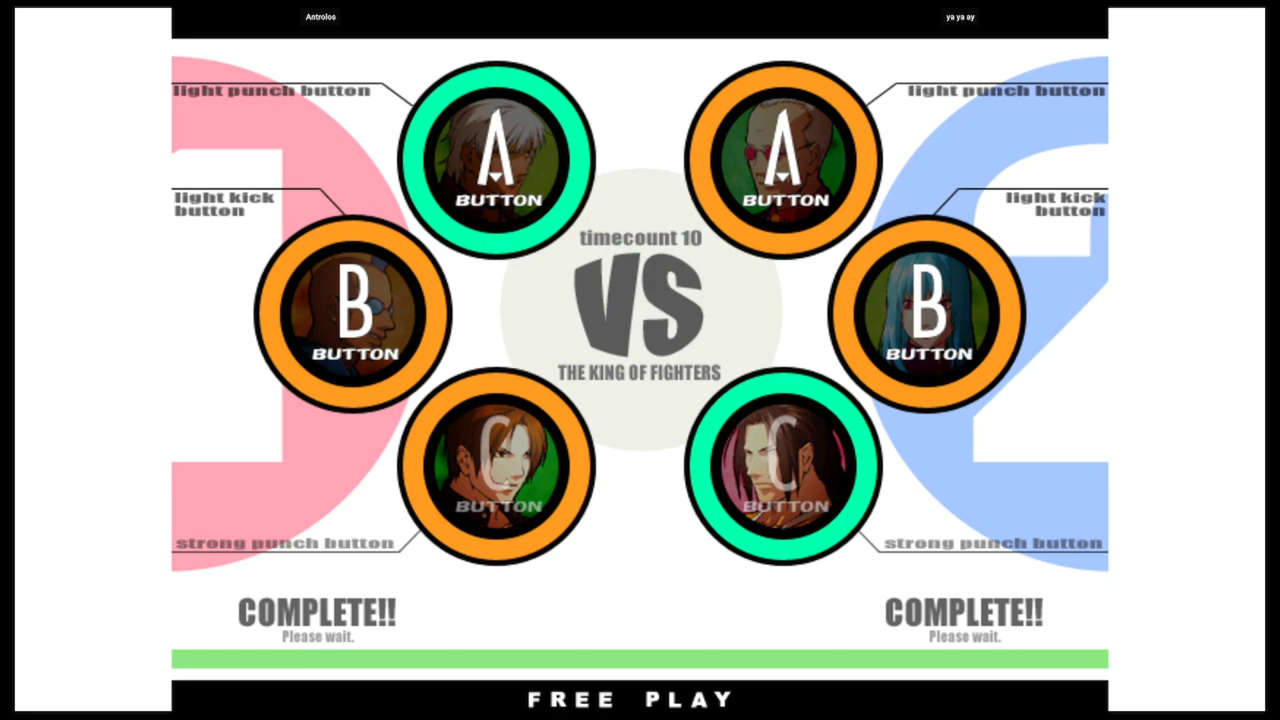 Antrolos
ya ya ay
light punch button
light punch button
A
BUTTON
A
BUTTON
light kick
button
light kick
button
timecount 10
VS
THE KING OF FIGHTERS
B
BUTTON
B
BUTTON
C
BUTTON
C
BUTTON
strong punch button
strong punch button
COMPLETE!!
Please wait.
COMPLETE!!
Please wait.
FREE PLAY